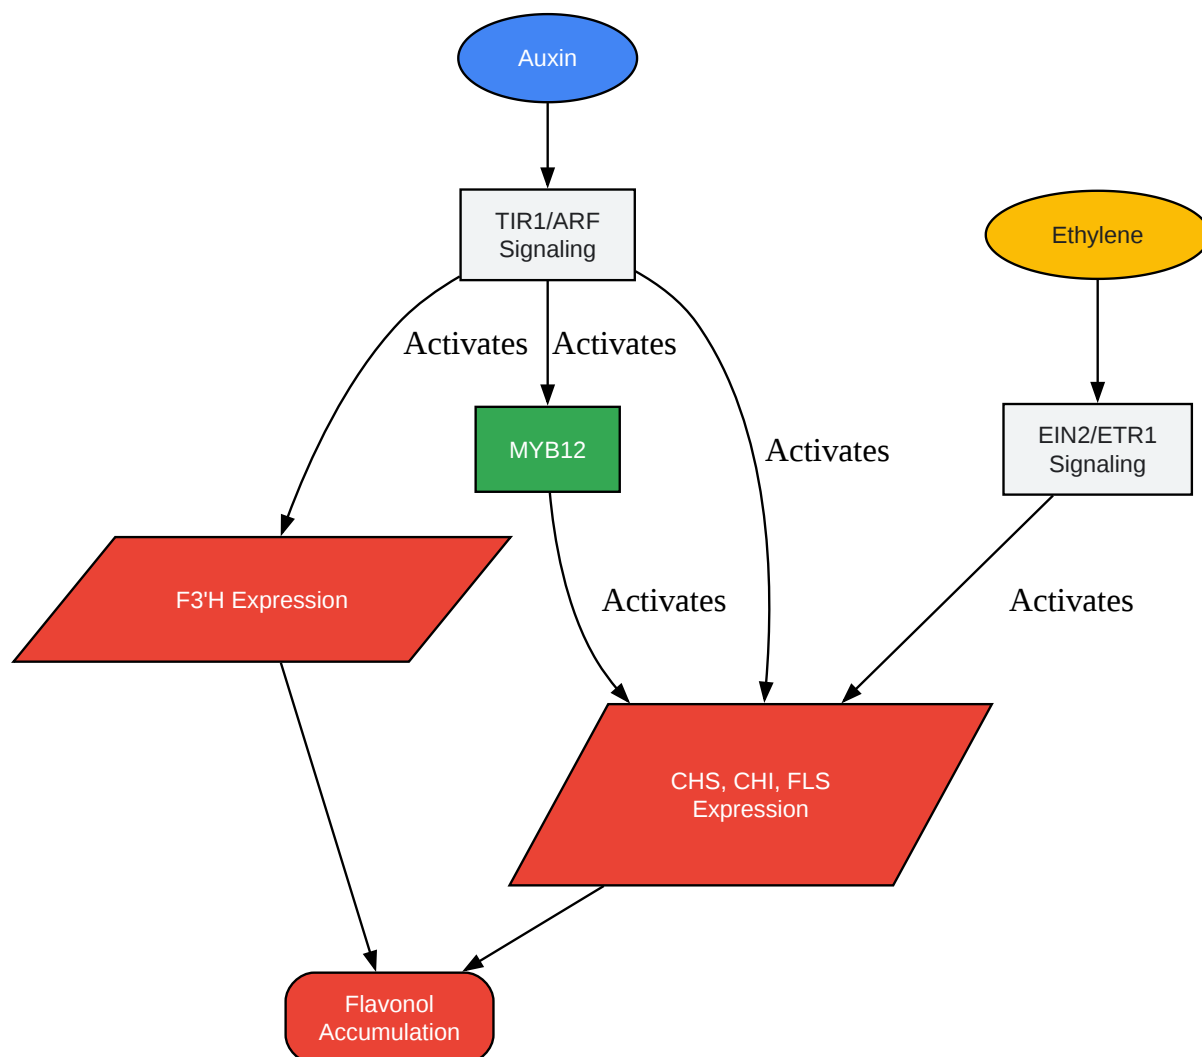 Auxin
TIR1/ARF
Signaling
Ethylene
Activates
Activates
MYB12
Activates
EIN2/ETR1
Signaling
F3'H Expression
Activates
Activates
CHS, CHI, FLS
Expression
Flavonol
Accumulation